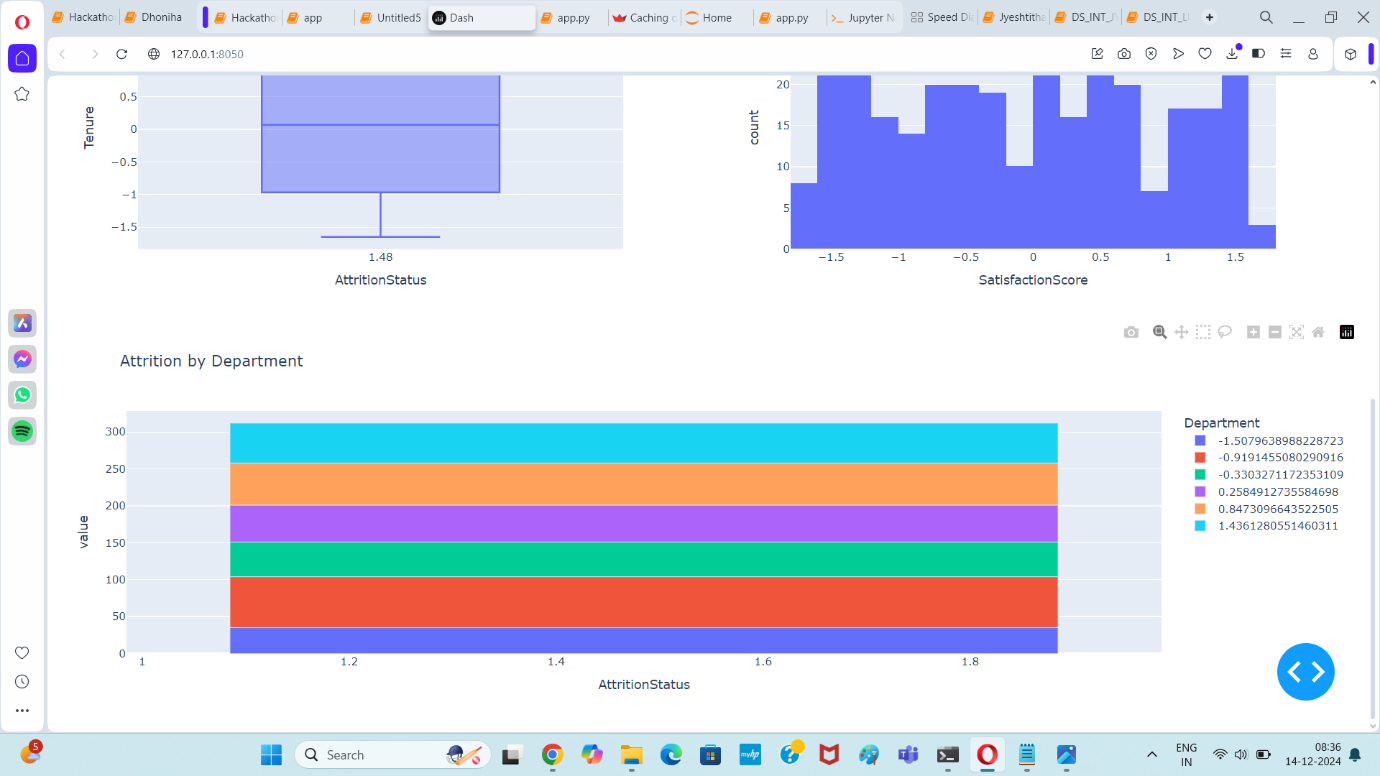 Hackatho
Dhoniha
Hackatho
app
Untitled5
Dash
app.py
Caching c
Home
app.py
Jupyter N
Speed Di
Jyeshtitha
DS_INT_J
DS_INT_L
127.0.0.1:8050
0.5
0
−0.5
−1
−1.5
Tenure
1.48
AttritionStatus
20
15
10
5
0
count
−1.5
−1
−0.5
0
0.5
1
1.5
SatisfactionScore
Attrition by Department
300
250
200
150
100
50
0
value
1
1.2
1.4
1.6
1.8
AttritionStatus
Department
-1.5079638988228723
-0.9191455080290916
-0.3303271172353109
0.2584912735584698
0.8473096643522505
1.4361280551460311
5
Search
myhp
ENG
IN
08:36
14-12-2024